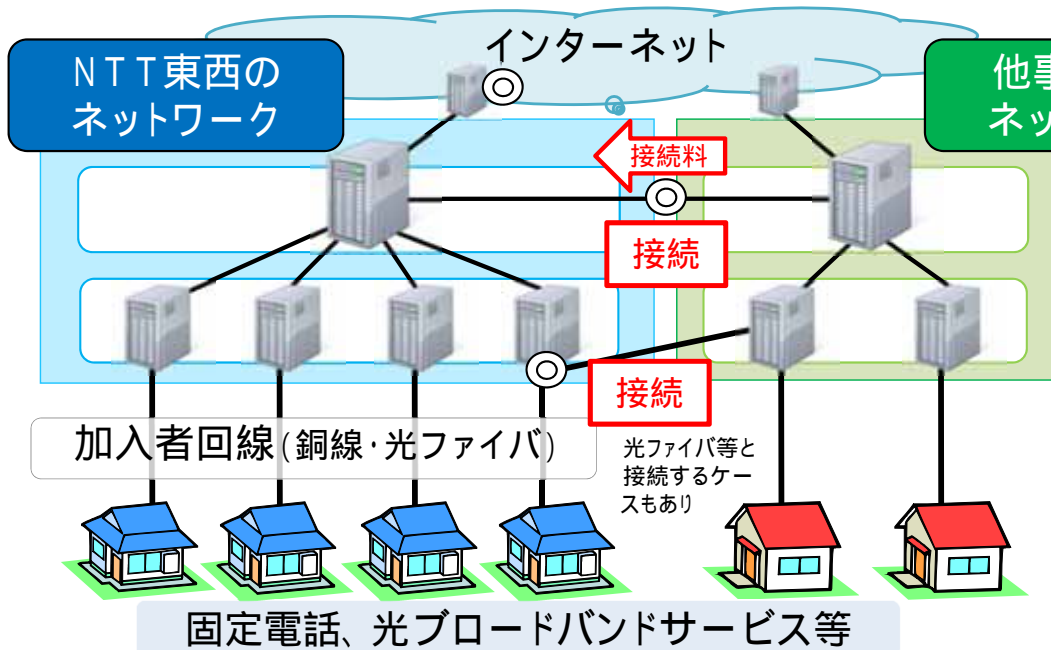 インターネット
NTT東西の
ネットワーク
他事
ネッ
接続料
接続
接続
加入者回線(銅線・光ファイバ)
光ファイバ等と
接続するケー
スもあり
固定電話、光ブロードバンドサービス等